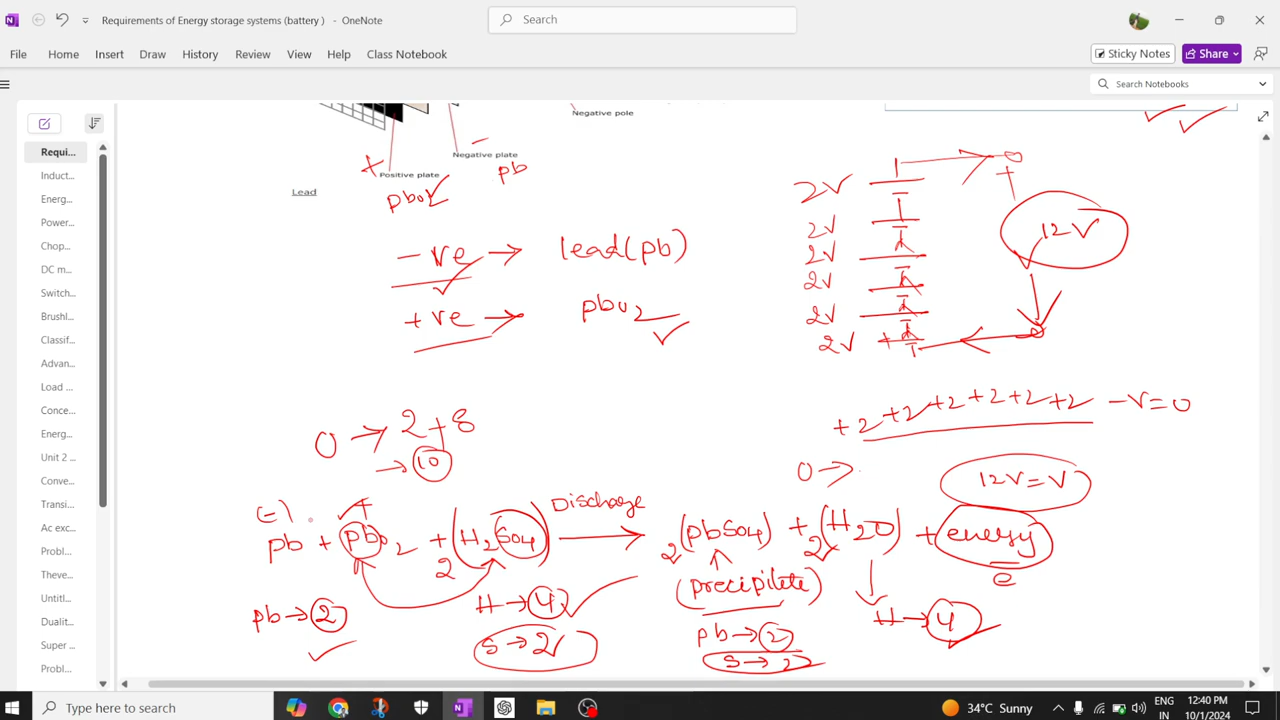 Requirements of Energy storage systems (battery ) - OneNote
Search
File Home Insert Draw History Review View Help Class Notebook
Sticky Notes
Share
Search Notebooks
Requi...
Induct...
Energ...
Power...
Chop...
DC m...
Switch...
Brushl...
Classif...
Advan...
Load ...
Conce...
Energ...
Unit 2 ...
Conve...
Transi...
Ac exc...
Probl...
Theve...
Untitl...
Dualit...
Super ...
Probl...
Negative pole
Negative plate
-
pb
+
Positive plate
Lead
-ve → lead(pb)
+ve → pbo2
2V
2V
2V
2V
2V
2V
+
+
12V
+2+2+2+2+2+2 -V=0
12V=V
0 → 2+8
→ 10
0 →
(-) +
pb + pbo2 + 2(H2SO4) Discharge → 2(pbSO4) + 2(H2O) + energy
(precipilete)
e
pb → 2
H → 4
S → 2
pb → 2
S → 2
H → 4
Type here to search
34°C Sunny
ENG
IN
12:40 PM
10/1/2024